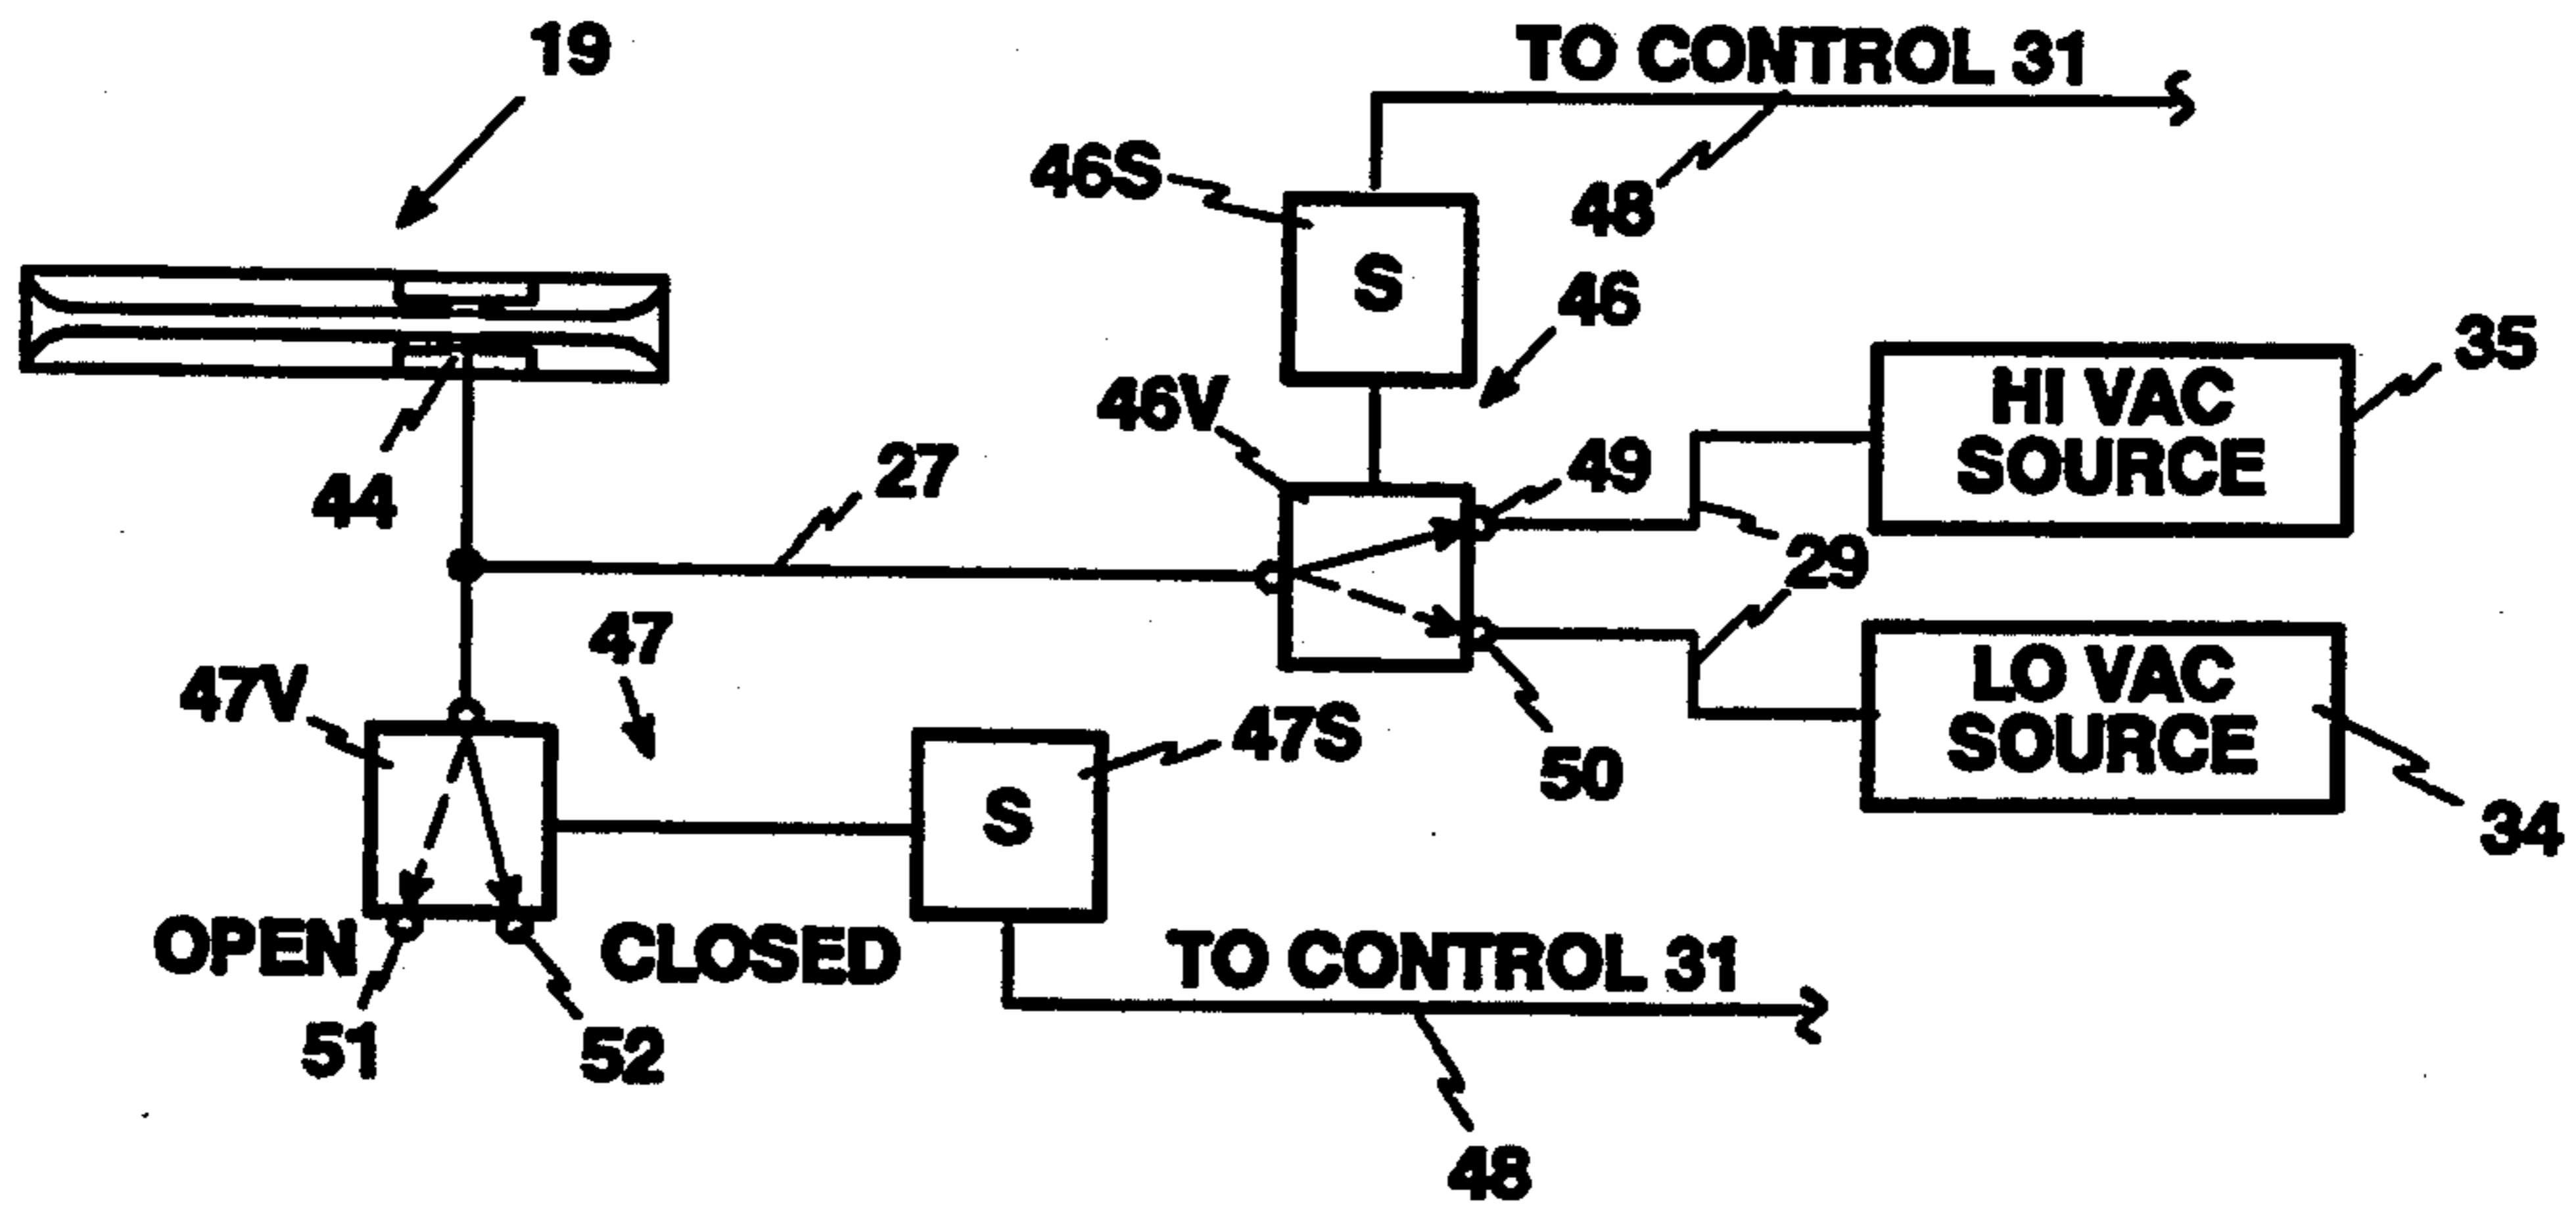 19
TO CONTROL 31
46S
48
S
46
35
HI VAC
SOURCE
46V
49
27
44
29
47
LO VAC
SOURCE
47V
47S
50
S
34
OPEN
CLOSED
TO CONTROL 31
51
52
48